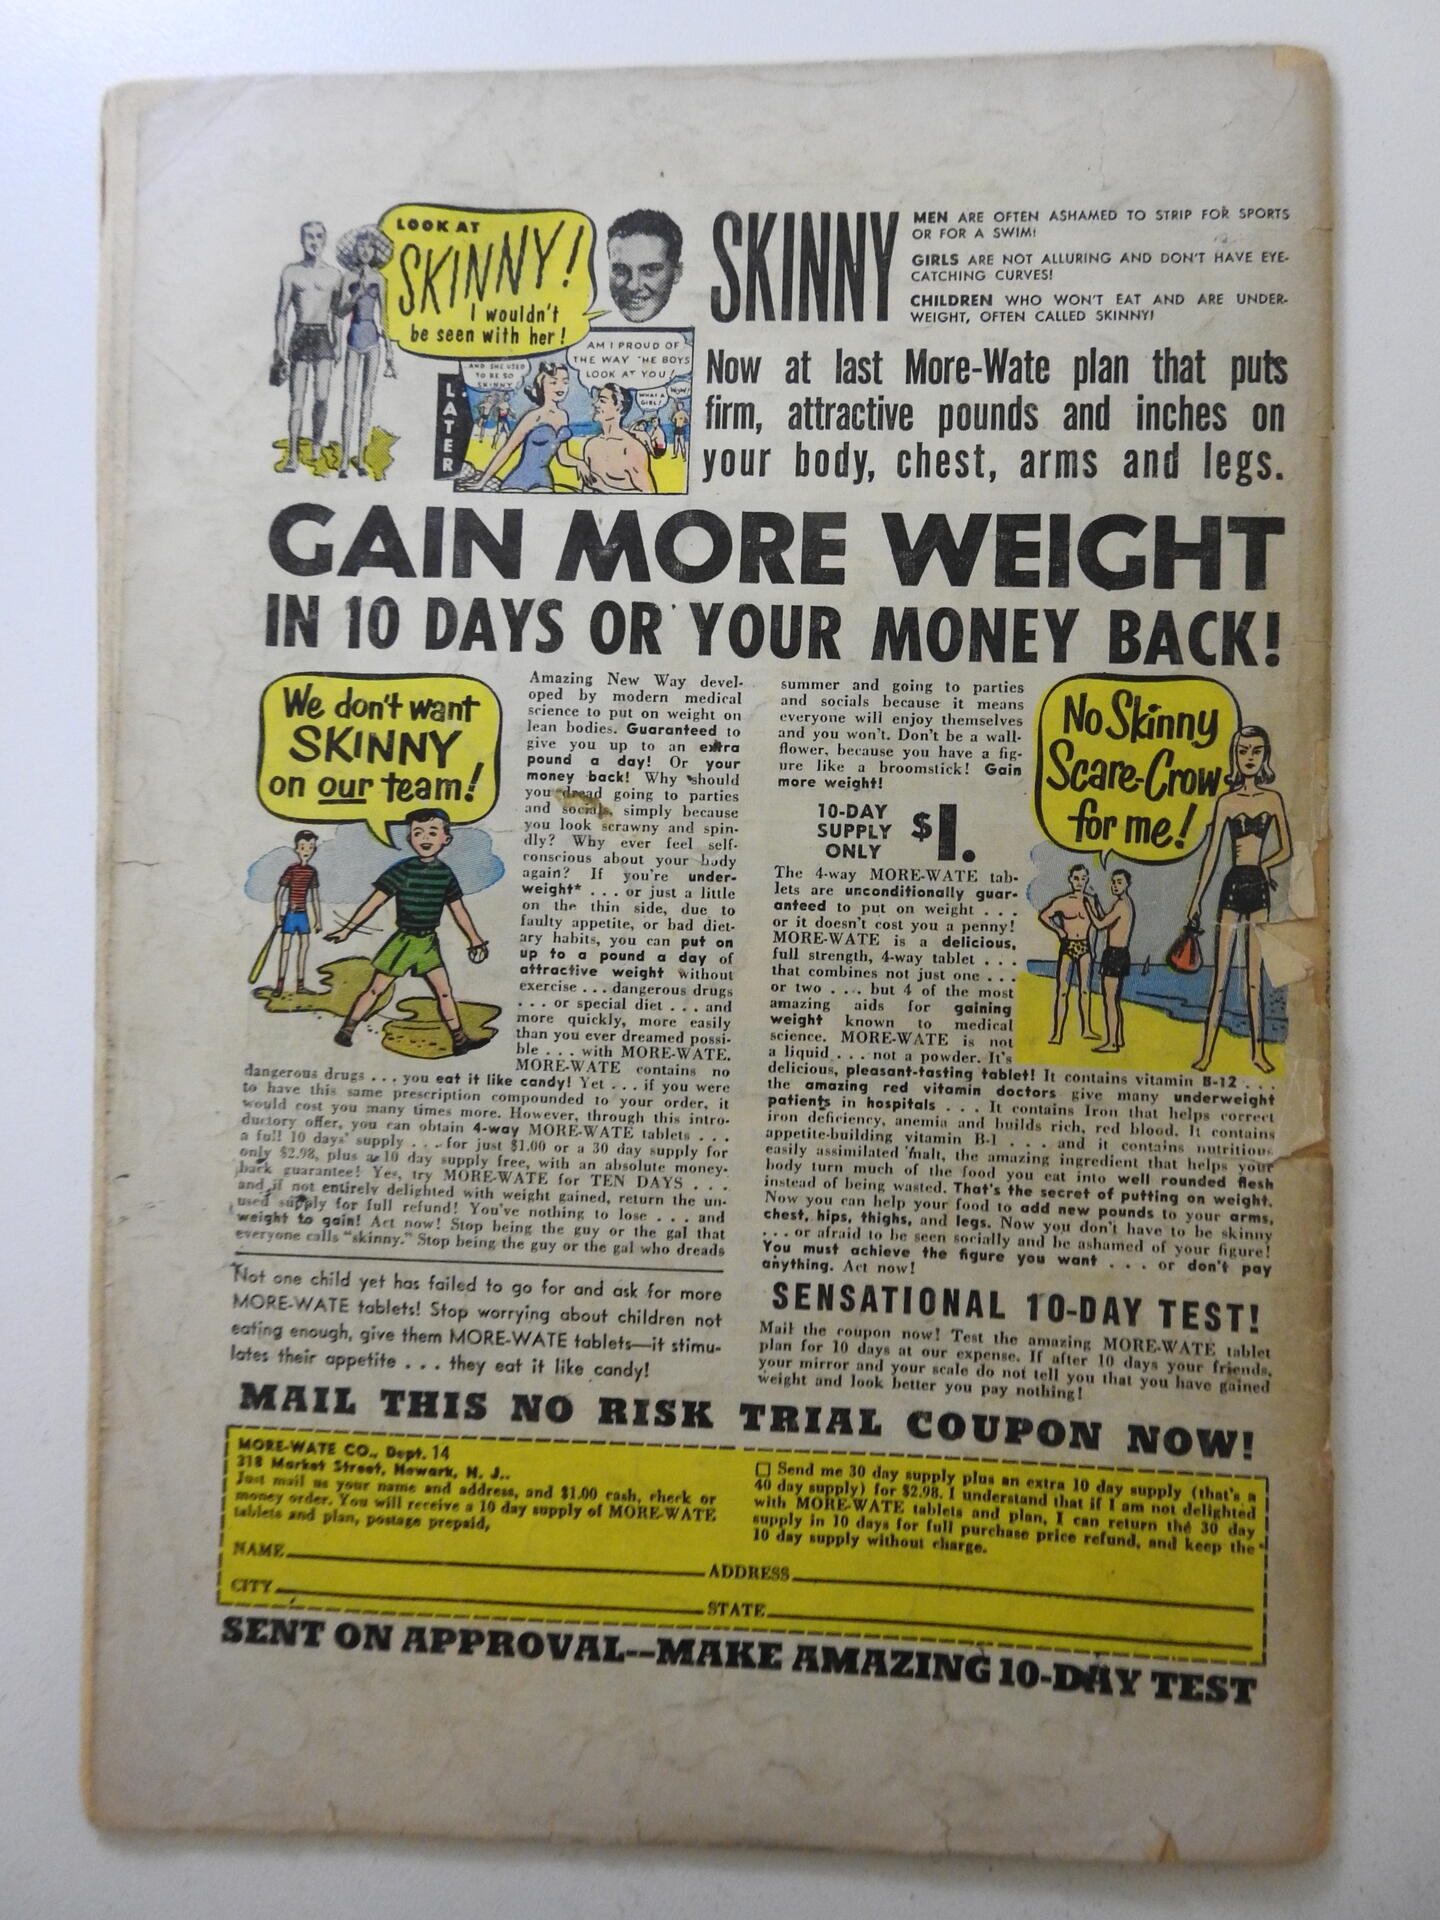 LOOK AT
SKINNY!
I wouldn't
be seen with her!
LATER
AND SHE USED
TO BE SO
SKINNY!
AM I PROUD OF
THE WAY THE BOYS
LOOK AT YOU!
WHAT A
GIRL!
WOW!
SKINNY
MEN ARE OFTEN ASHAMED TO STRIP FOR SPORTS
OR FOR A SWIM!
GIRLS ARE NOT ALLURING AND DON'T HAVE EYE-
CATCHING CURVES!
CHILDREN WHO WON'T EAT AND ARE UNDER-
WEIGHT, OFTEN CALLED SKINNY!
Now at last More-Wate plan that puts
firm, attractive pounds and inches on
your body, chest, arms and legs.
GAIN MORE WEIGHT
IN 10 DAYS OR YOUR MONEY BACK!
We don't want
SKINNY
on our team!
Amazing New Way devel-
oped by modern medical
science to put on weight on
lean bodies. Guaranteed to
give you up to an extra
pound a day! Or your
money back! Why should
you dread going to parties
and socials, simply because
you look scrawny and spin-
dly? Why ever feel self-
conscious about your body
again? If you're under-
weight* . . . or just a little
on the thin side, due to
faulty appetite, or bad diet-
ary habits, you can put on
up to a pound a day of
attractive weight without
exercise . . . dangerous drugs
. . . or special diet . . . and
more quickly, more easily
than you ever dreamed possi-
ble . . . with MORE-WATE.
MORE-WATE contains no
dangerous drugs . . . you eat it like candy! Yet . . . if you were
to have this same prescription compounded to your order, it
would cost you many times more. However, through this intro-
ductory offer, you can obtain 4-way MORE-WATE tablets . . .
a full 10 days' supply . . . for just $1.00 or a 30 day supply for
only $2.98, plus a 10 day supply free, with an absolute money-
back guarantee! Yes, try MORE-WATE for TEN DAYS . . .
and if not entirely delighted with weight gained, return the un-
used supply for full refund! You've nothing to lose . . . and
weight to gain! Act now! Stop being the guy or the gal that
everyone calls "skinny." Stop being the guy or the gal who dreads
Not one child yet has failed to go for and ask for more
MORE-WATE tablets! Stop worrying about children not
eating enough, give them MORE-WATE tablets—it stimu-
lates their appetite . . . they eat it like candy!
summer and going to parties
and socials because it means
everyone will enjoy themselves
and you won't. Don't be a wall-
flower, because you have a fig-
ure like a broomstick! Gain
more weight!
10-DAY
SUPPLY
ONLY
$1.
No Skinny
Scare-Crow
for me!
The 4-way MORE-WATE tab-
lets are unconditionally guar-
anteed to put on weight . . .
or it doesn't cost you a penny!
MORE-WATE is a delicious,
full strength, 4-way tablet . . .
that combines not just one . . .
or two . . . but 4 of the most
amazing aids for gaining
weight known to medical
science. MORE-WATE is not
a liquid . . . not a powder. It's
delicious, pleasant-tasting tablet! It contains vitamin B-12 . . .
the amazing red vitamin doctors give many underweight
patients in hospitals . . . It contains Iron that helps correct
iron deficiency, anemia and builds rich, red blood. It contains
appetite-building vitamin B-1 . . . and it contains nutritious
easily assimilated malt, the amazing ingredient that helps your
body turn much of the food you eat into well rounded flesh
instead of being wasted. That's the secret of putting on weight.
Now you can help your food to add new pounds to your arms,
chest, hips, thighs, and legs. Now you don't have to be skinny
. . . or afraid to be seen socially and be ashamed of your figure!
You must achieve the figure you want . . . or don't pay
anything. Act now!
SENSATIONAL 10-DAY TEST!
Mail the coupon now! Test the amazing MORE-WATE tablet
plan for 10 days at our expense. If after 10 days your friends,
your mirror and your scale do not tell you that you have gained
weight and look better you pay nothing!
MAIL THIS NO RISK TRIAL COUPON NOW!
MORE-WATE CO., Dept. 14
318 Market Street, Newark, N. J..
Just mail us your name and address, and $1.00 cash, check or
money order. You will receive a 10 day supply of MORE-WATE
tablets and plan, postage prepaid,
Send me 30 day supply plus an extra 10 day supply (that's a
40 day supply) for $2.98. I understand that if I am not delighted
with MORE-WATE tablets and plan, I can return the 30 day
supply in 10 days for full purchase price refund, and keep the
10 day supply without charge.
NAME ADDRESS
CITY STATE
SENT ON APPROVAL--MAKE AMAZING 10-DAY TEST